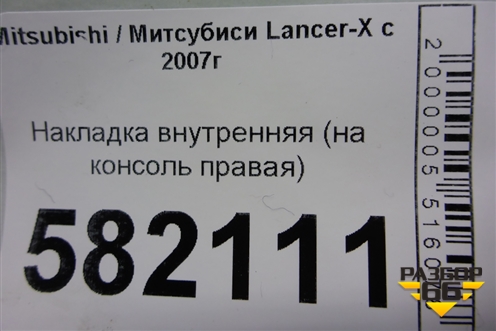 Mitsubishi / Митсубиси Lancer-X с
2007г
Накладка внутренняя (на
консоль правая)
582111
2000005516
РАЗБОР
66